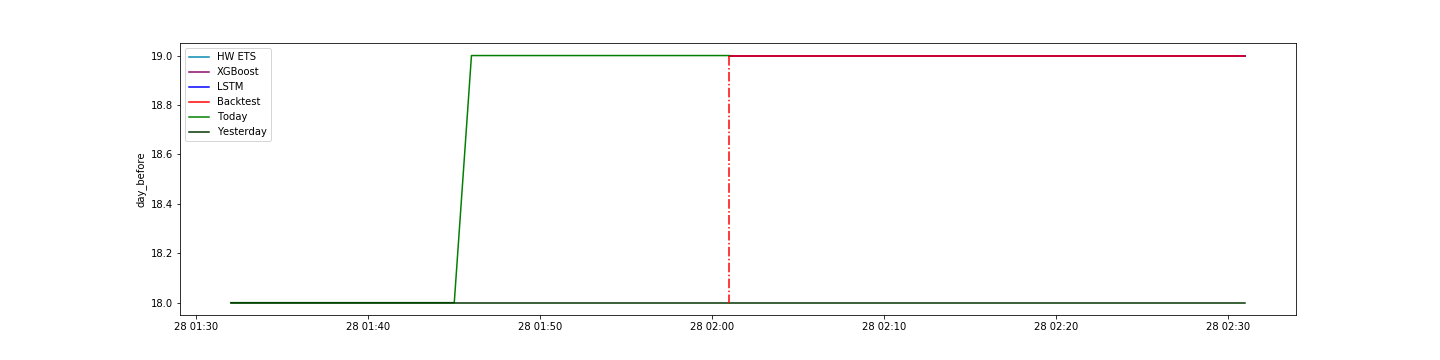 HW ETS
XGBoost
LSTM
Backtest
Today
Yesterday
day_before
19.0
18.8
18.6
18.4
18.2
18.0
28 01:30
28 01:40
28 01:50
28 02:00
28 02:10
28 02:20
28 02:30